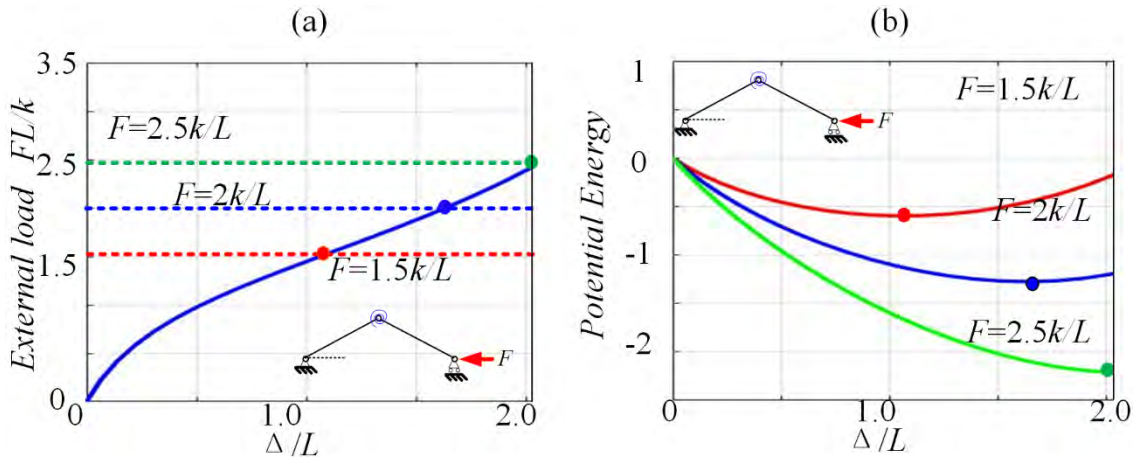 (a)
External load FL/k
3.5
2.5
1.5
0
F=2.5k/L
F=2k/L
F=1.5k/L
F
0
1.0
2.0
Δ/L
(b)
Potential Energy
1
0
-1
-2
F=1.5k/L
F
F=2k/L
F=2.5k/L
0
1.0
2.0
Δ/L